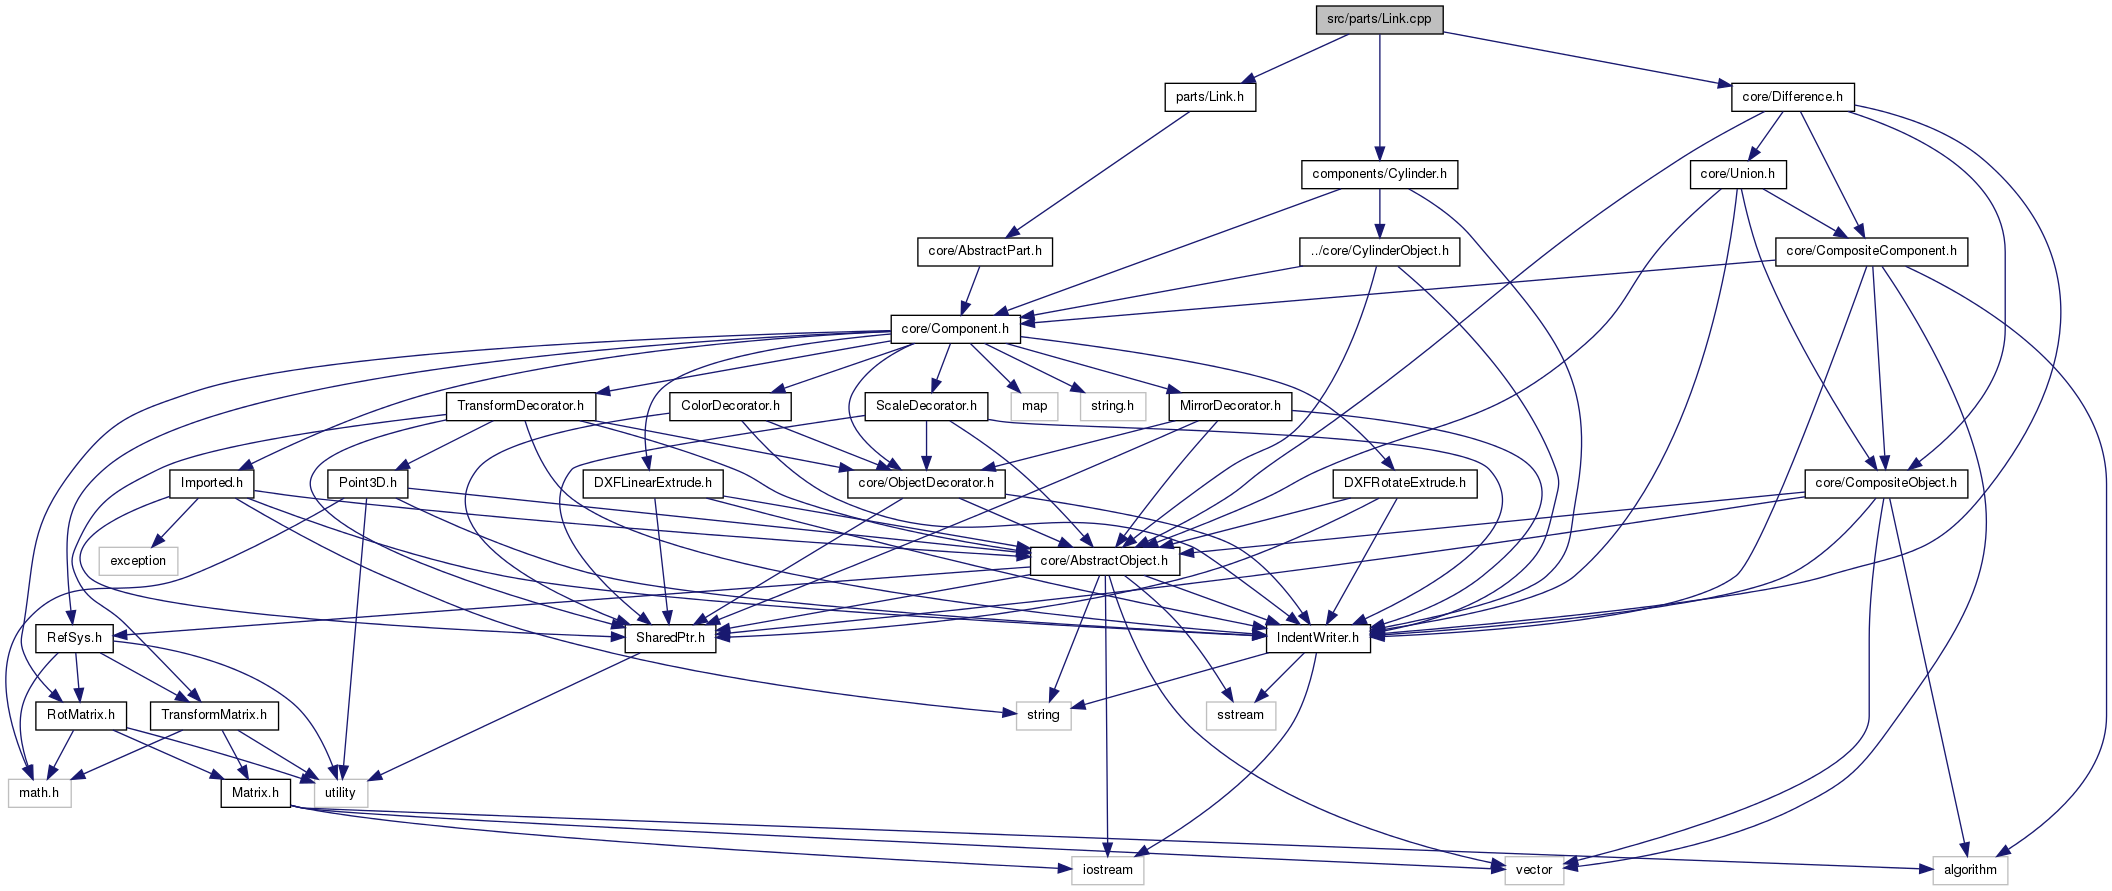 src/parts/Link.cpp
parts/Link.h
core/Difference.h
components/Cylinder.h
core/Union.h
core/AbstractPart.h
../core/CylinderObject.h
core/CompositeComponent.h
core/Component.h
TransformDecorator.h
ColorDecorator.h
ScaleDecorator.h
map
string.h
MirrorDecorator.h
Imported.h
Point3D.h
DXFLinearExtrude.h
core/ObjectDecorator.h
DXFRotateExtrude.h
core/CompositeObject.h
exception
core/AbstractObject.h
RefSys.h
SharedPtr.h
IndentWriter.h
RotMatrix.h
TransformMatrix.h
string
sstream
math.h
Matrix.h
utility
iostream
vector
algorithm